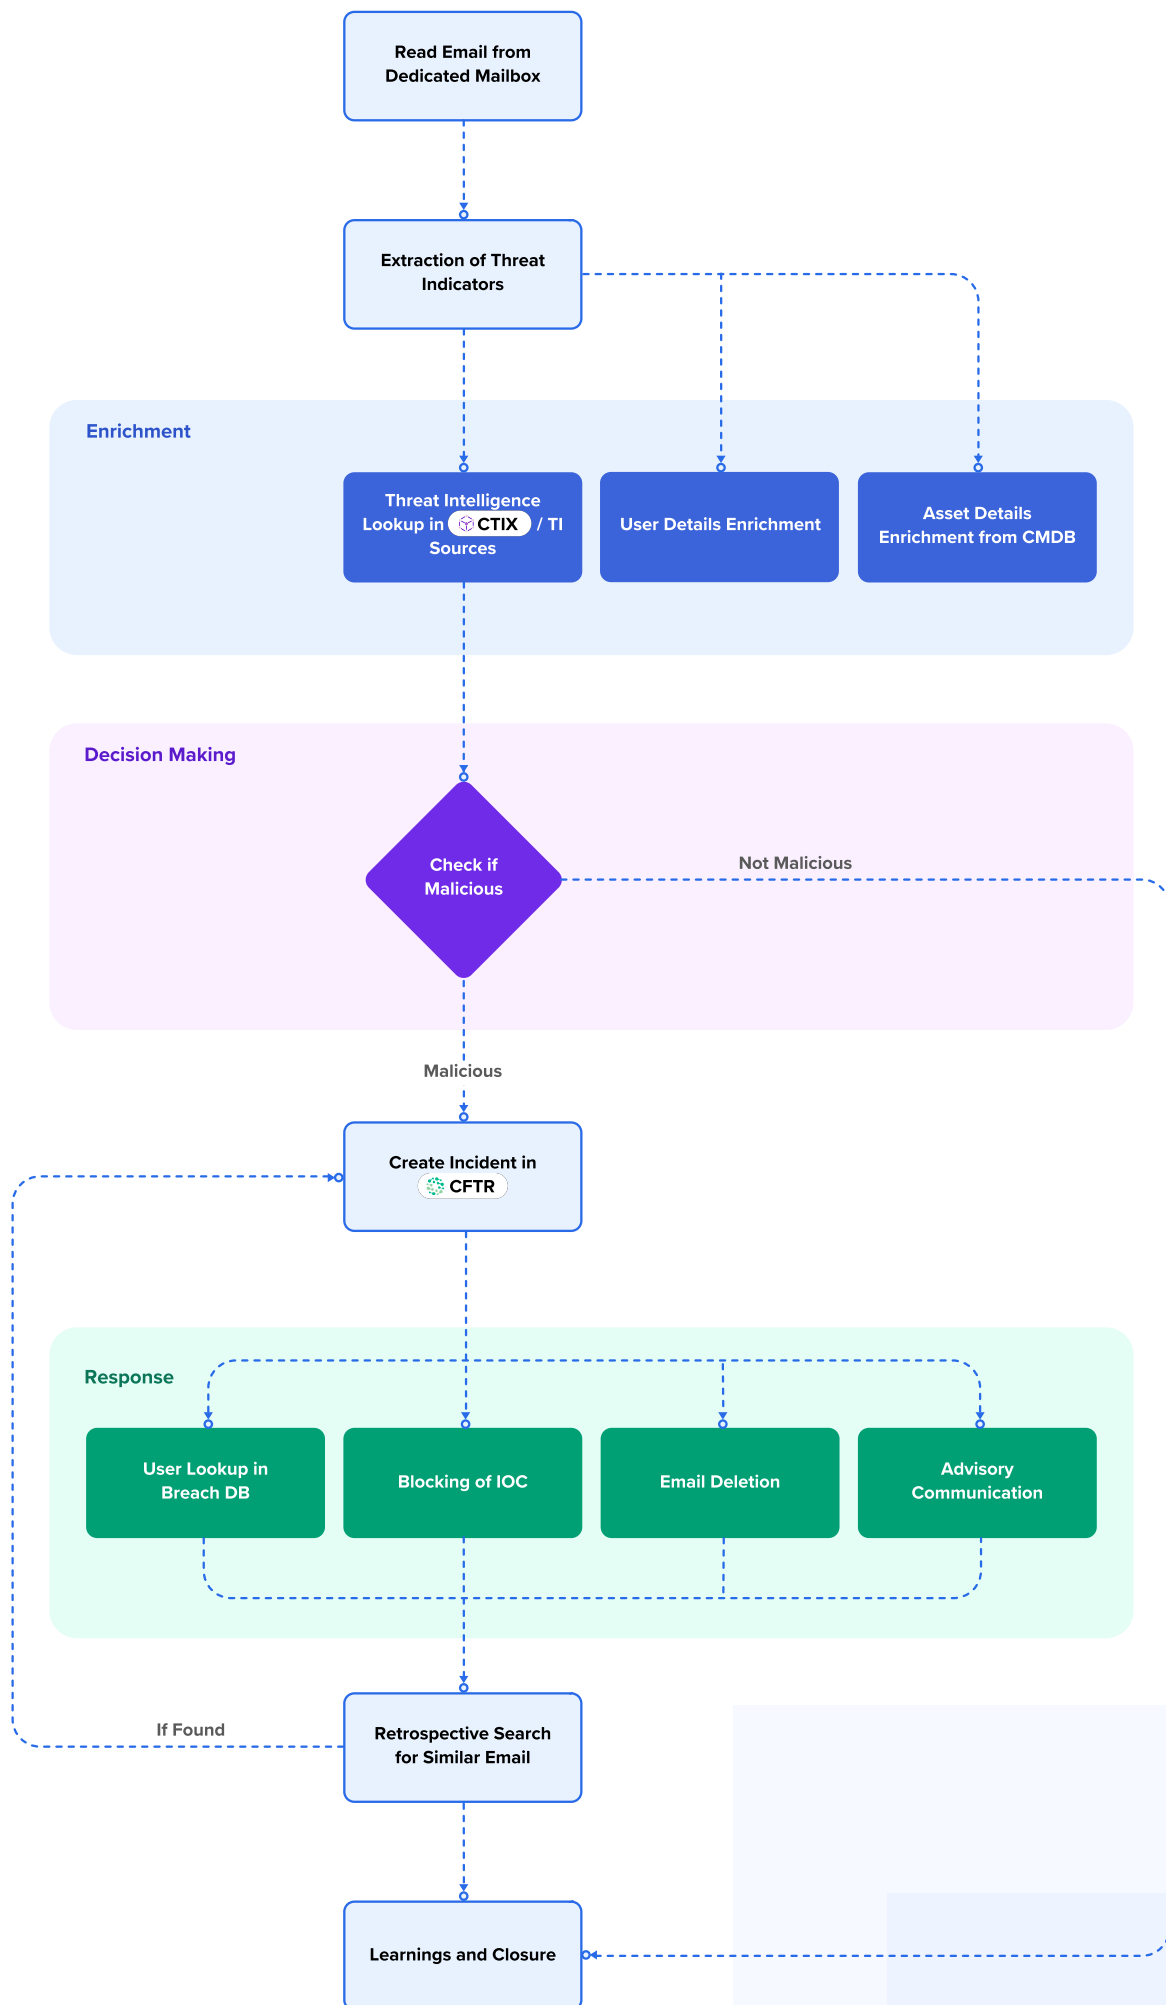 Read Email from
Dedicated Mailbox
Extraction of Threat
Indicators
Enrichment
Threat Intelligence
Lookup in CTIX / TI
Sources
User Details Enrichment
Asset Details
Enrichment from CMDB
Decision Making
Check if
Malicious
Not Malicious
Malicious
Create Incident in
CFTR
Response
User Lookup in
Breach DB
Blocking of IOC
Email Deletion
Advisory
Communication
If Found
Retrospective Search
for Similar Email
Learnings and Closure